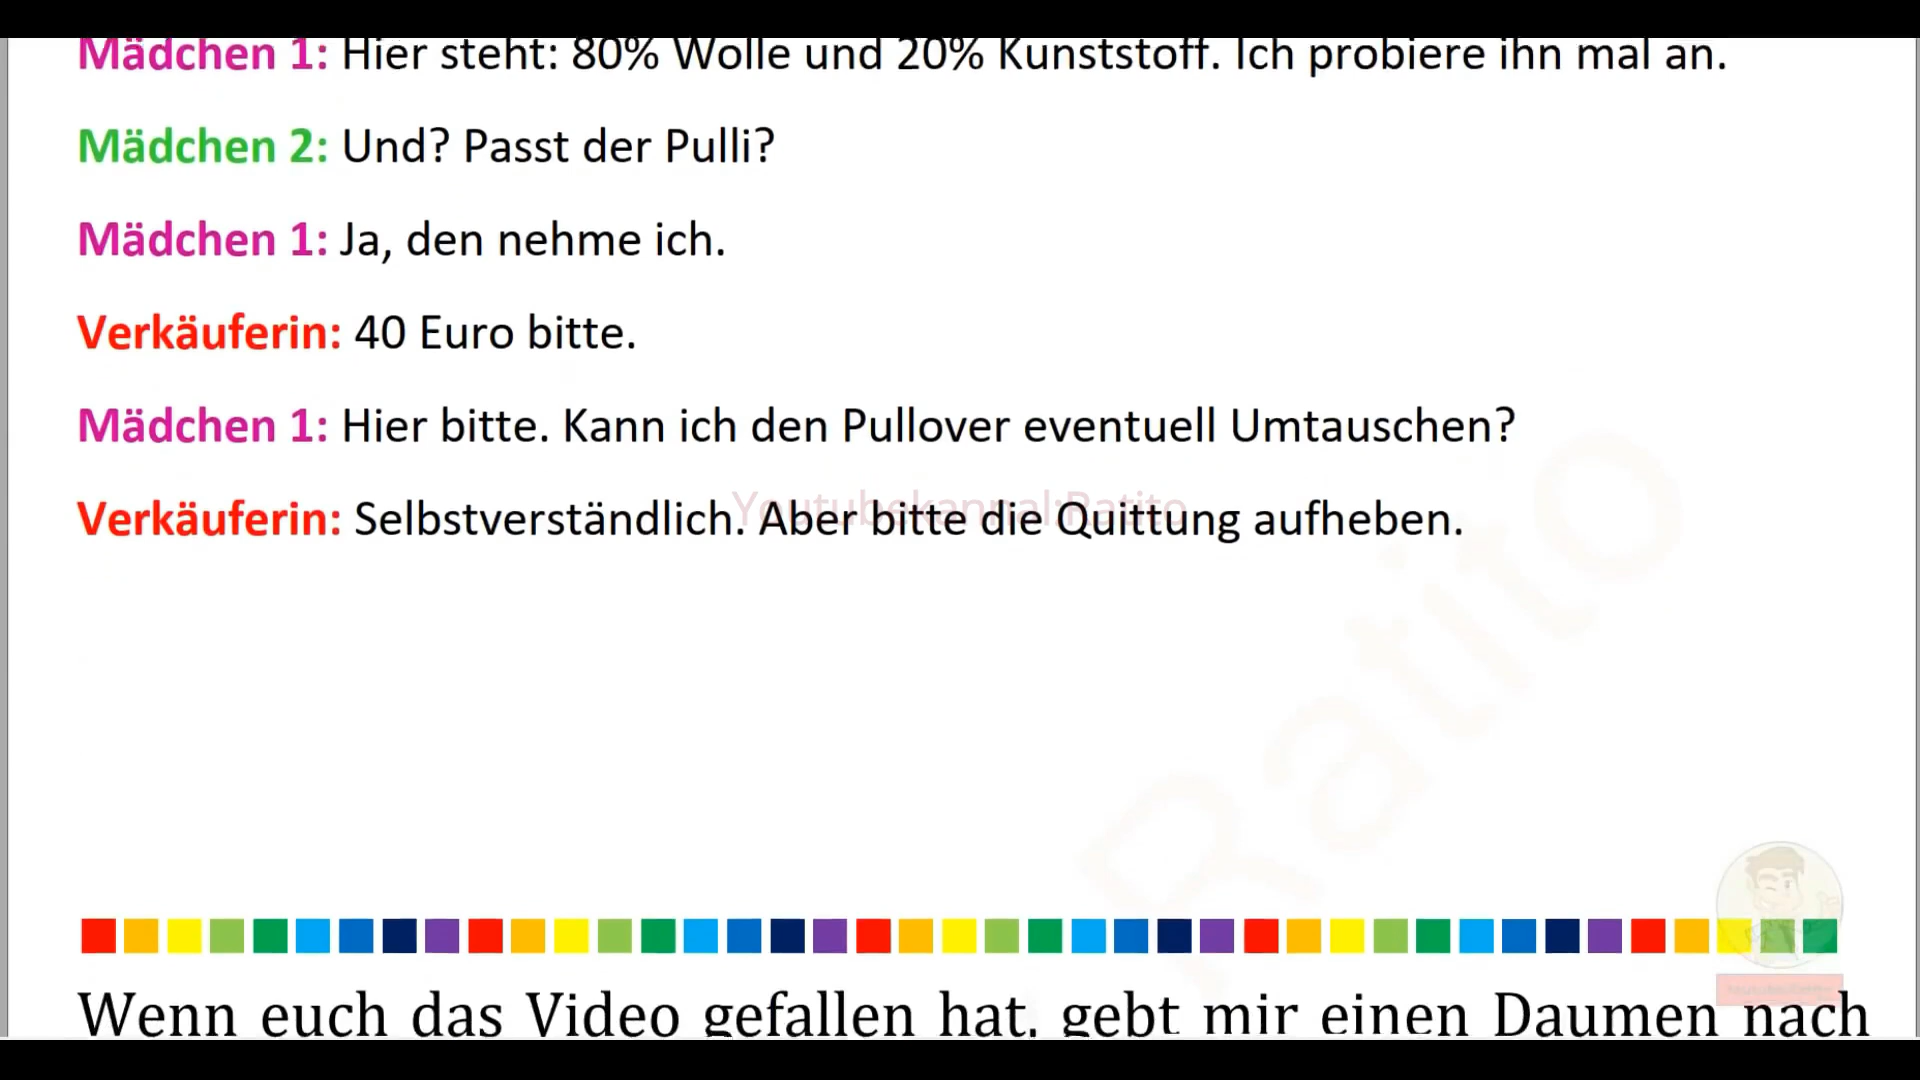 Mädchen 1: Hier steht: 80% Wolle und 20% Kunststoff. Ich probiere ihn mal an.
Mädchen 2: Und? Passt der Pulli?
Mädchen 1: Ja, den nehme ich.
Verkäuferin: 40 Euro bitte.
Mädchen 1: Hier bitte. Kann ich den Pullover eventuell Umtauschen?
Youtubekannal:Ratito
Verkäuferin: Selbstverständlich. Aber bitte die Quittung aufheben.
Ratito
Wenn euch das Video gefallen hat, gebt mir einen Daumen nach